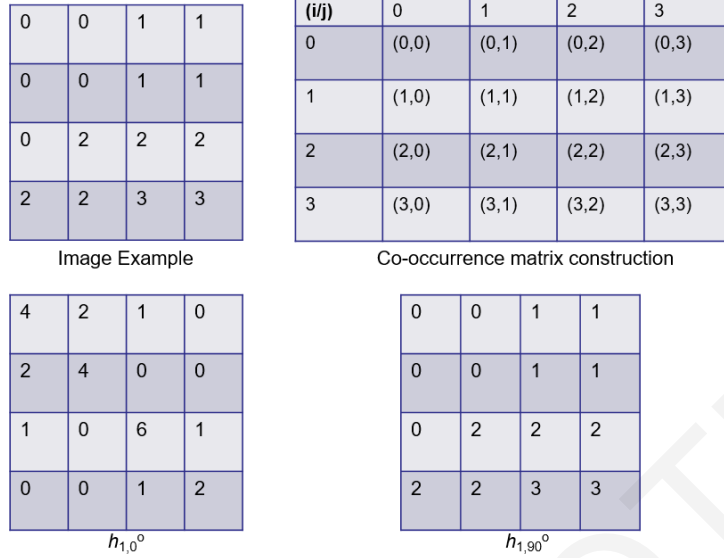 0 0 1 1
0 0 1 1
0 2 2 2
2 2 3 3
Image Example
(i/j) 0 1 2 3
0 (0,0) (0,1) (0,2) (0,3)
1 (1,0) (1,1) (1,2) (1,3)
2 (2,0) (2,1) (2,2) (2,3)
3 (3,0) (3,1) (3,2) (3,3)
Co-occurrence matrix construction
4 2 1 0
2 4 0 0
1 0 6 1
0 0 1 2
h1,0º
0 0 1 1
0 0 1 1
0 2 2 2
2 2 3 3
h1,90º